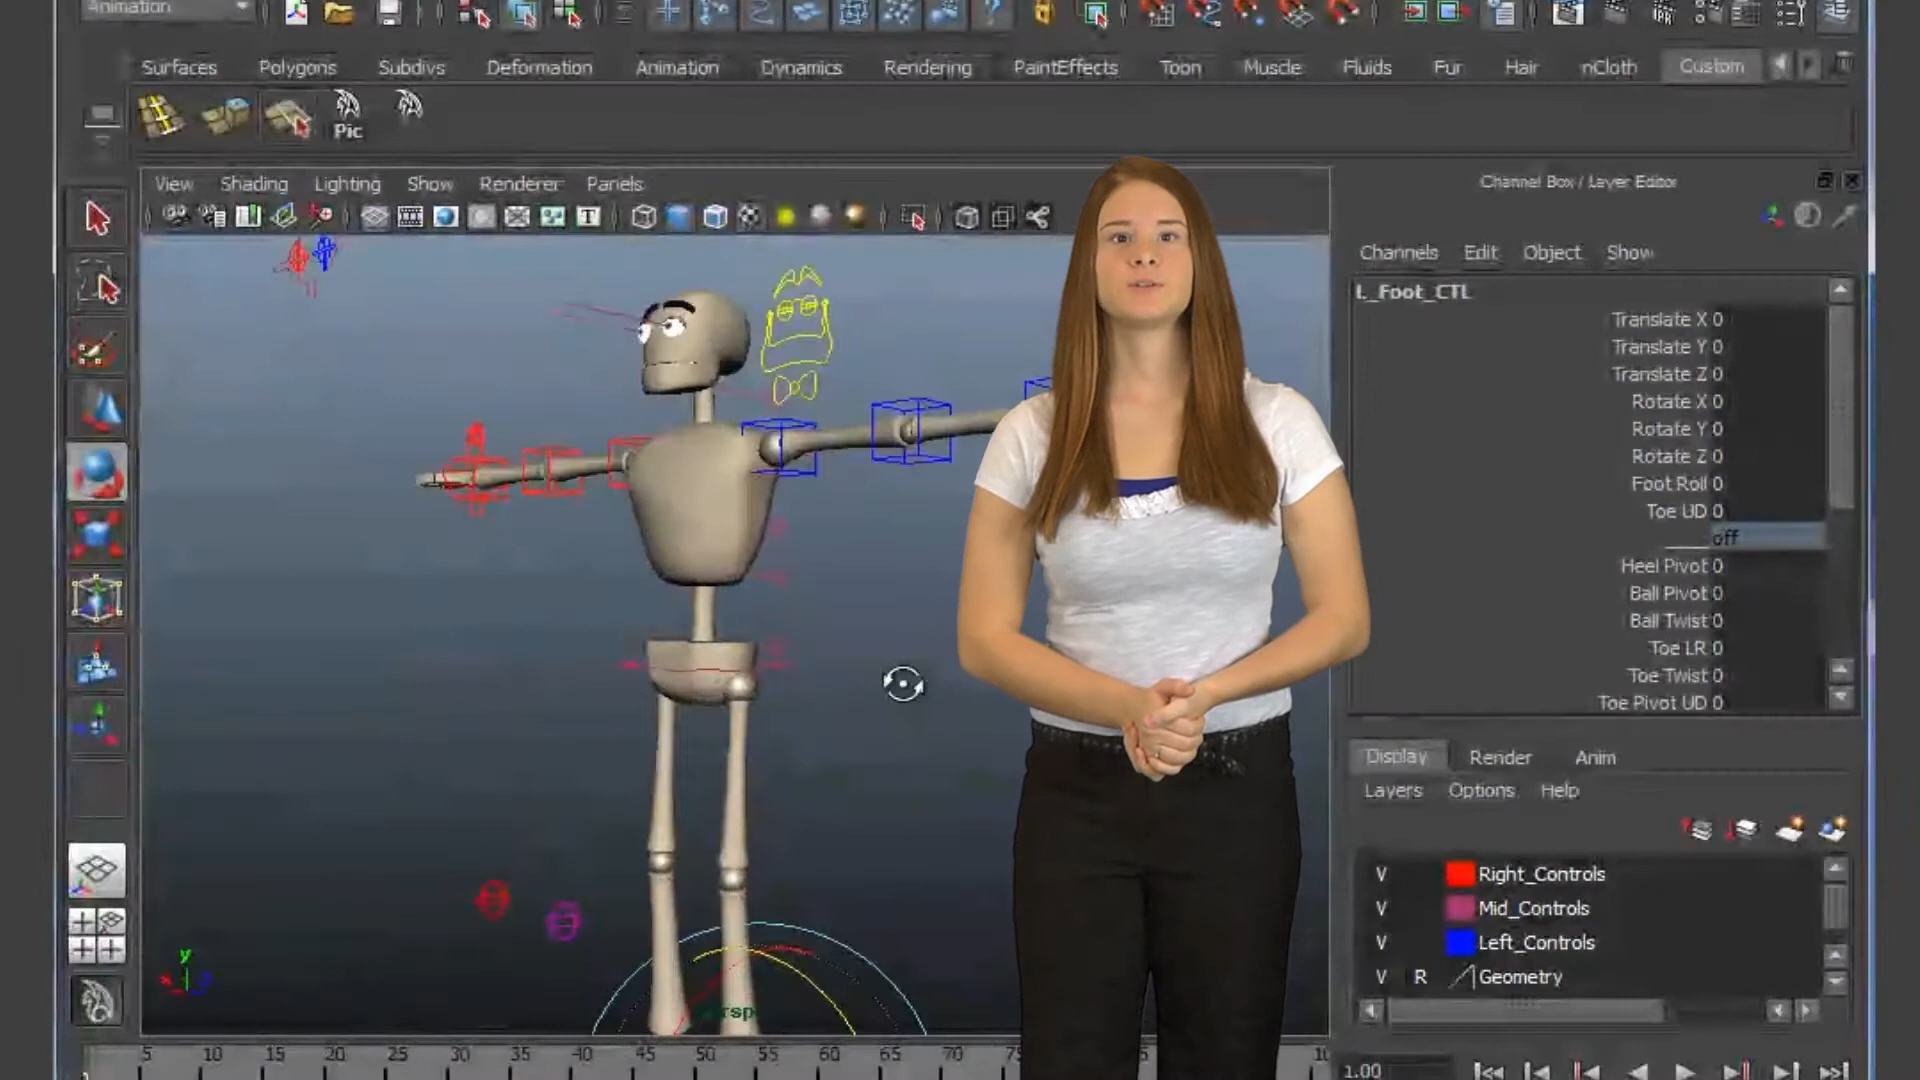 Animation
Surfaces Polygons Subdivs Deformation Animation Dynamics Rendering PaintEffects Toon Muscle Fluids Fur Hair nCloth Custom
Pic
View Shading Lighting Show Renderer Panels
Channel Box / Layer Editor
Channels Edit Object Show
L_Foot_CTL
Translate X 0
Translate Y 0
Translate Z 0
Rotate X 0
Rotate Y 0
Rotate Z 0
Foot Roll 0
Toe UD 0
off
Heel Pivot 0
Ball Pivot 0
Ball Twist 0
Toe LR 0
Toe Twist 0
Toe Pivot UD 0
Display Render Anim
Layers Options Help
V Right_Controls
V Mid_Controls
V Left_Controls
V R Geometry
y
persp
5 10 15 20 25 30 35 40 45 50 55 60 65 70
1.00